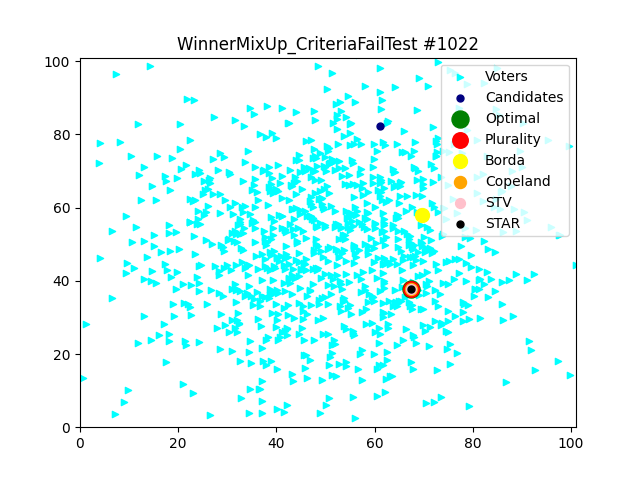 WinnerMixUp_CriteriaFailTest #1022
100
80
60
40
20
0
0
20
40
60
80
100
Voters
Candidates
Optimal
Plurality
Borda
Copeland
STV
STAR